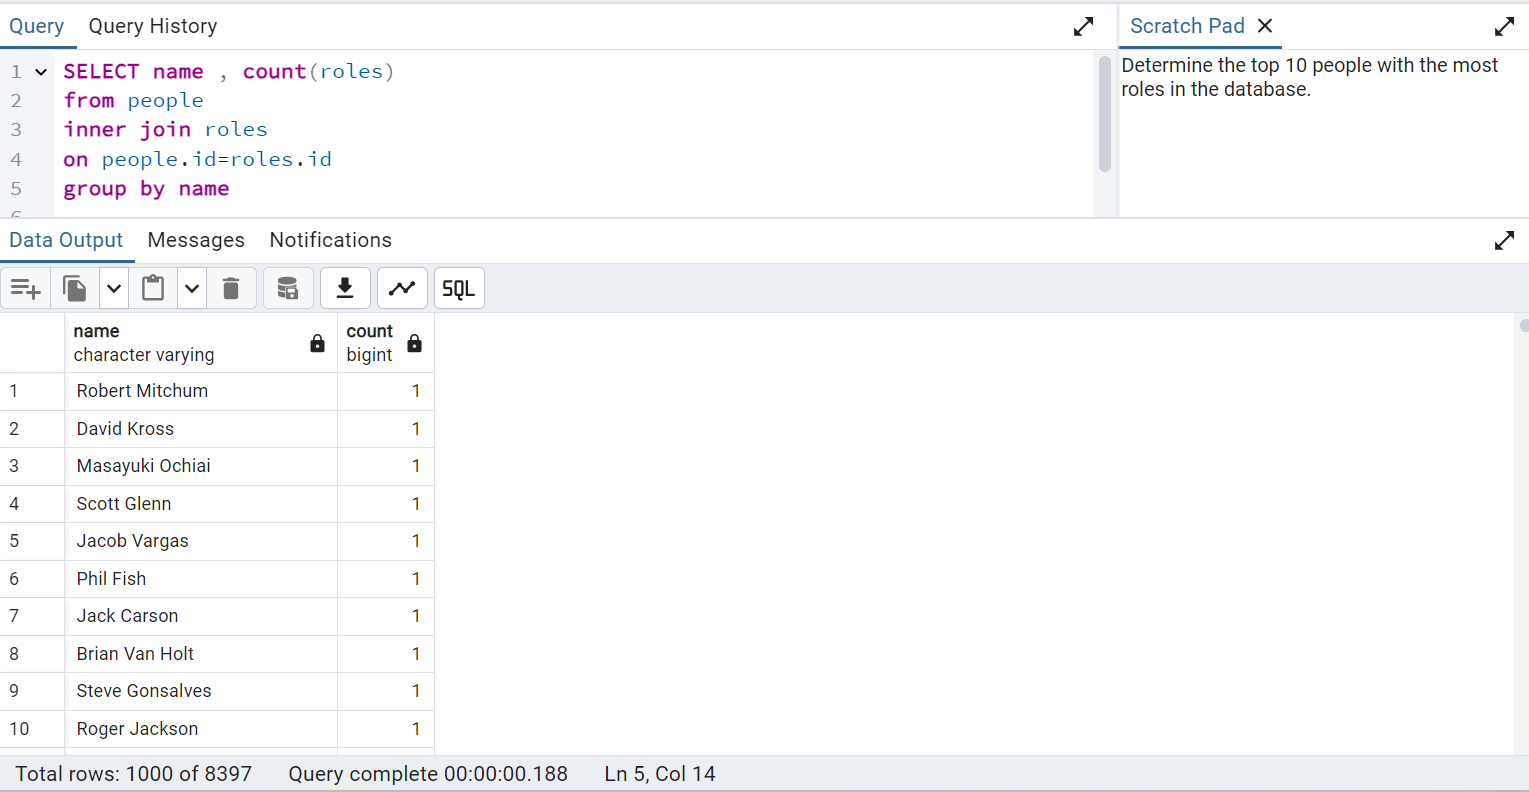 Query Query History
Scratch Pad
1 SELECT name , count(roles)
2 from people
3 inner join roles
4 on people.id=roles.id
5 group by name
6
Determine the top 10 people with the most
roles in the database.
Data Output Messages Notifications
SQL
name count
character varying bigint
1 Robert Mitchum 1
2 David Kross 1
3 Masayuki Ochiai 1
4 Scott Glenn 1
5 Jacob Vargas 1
6 Phil Fish 1
7 Jack Carson 1
8 Brian Van Holt 1
9 Steve Gonsalves 1
10 Roger Jackson 1
Total rows: 1000 of 8397 Query complete 00:00:00.188 Ln 5, Col 14